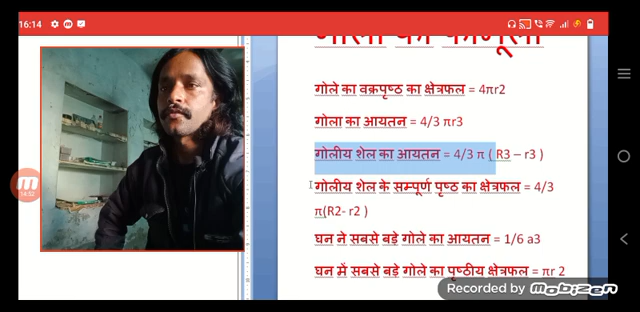 16:14
गोला का फार्मूला
गोले का वक्रपृष्ठ का क्षेत्रफल = 4πr2
गोला का आयतन = 4/3 πr3
गोलीय शेल का आयतन = 4/3 π ( R3 – r3 )
गोलीय शेल के सम्पूर्ण पृष्ठ का क्षेत्रफल = 4/3
π(R2- r2 )
घन ने सबसे बड़े गोले का आयतन = 1/6 a3
घन में सबसे बड़े गोले का पृष्ठीय क्षेत्रफल = πr 2
Recorded by mobizen